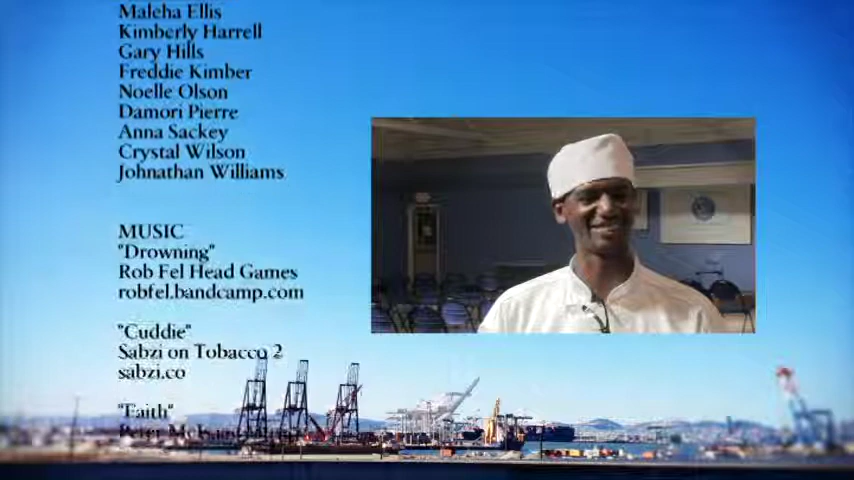 Maleha Ellis
Kimberly Harrell
Gary Hills
Freddie Kimber
Noelle Olson
Damori Pierre
Anna Sackey
Crystal Wilson
Johnathan Williams
MUSIC
"Drowning"
Rob Fel Head Games
robfel.bandcamp.com
"Cuddie"
Sabzi on Tobacco 2
sabzi.co
"Faith"